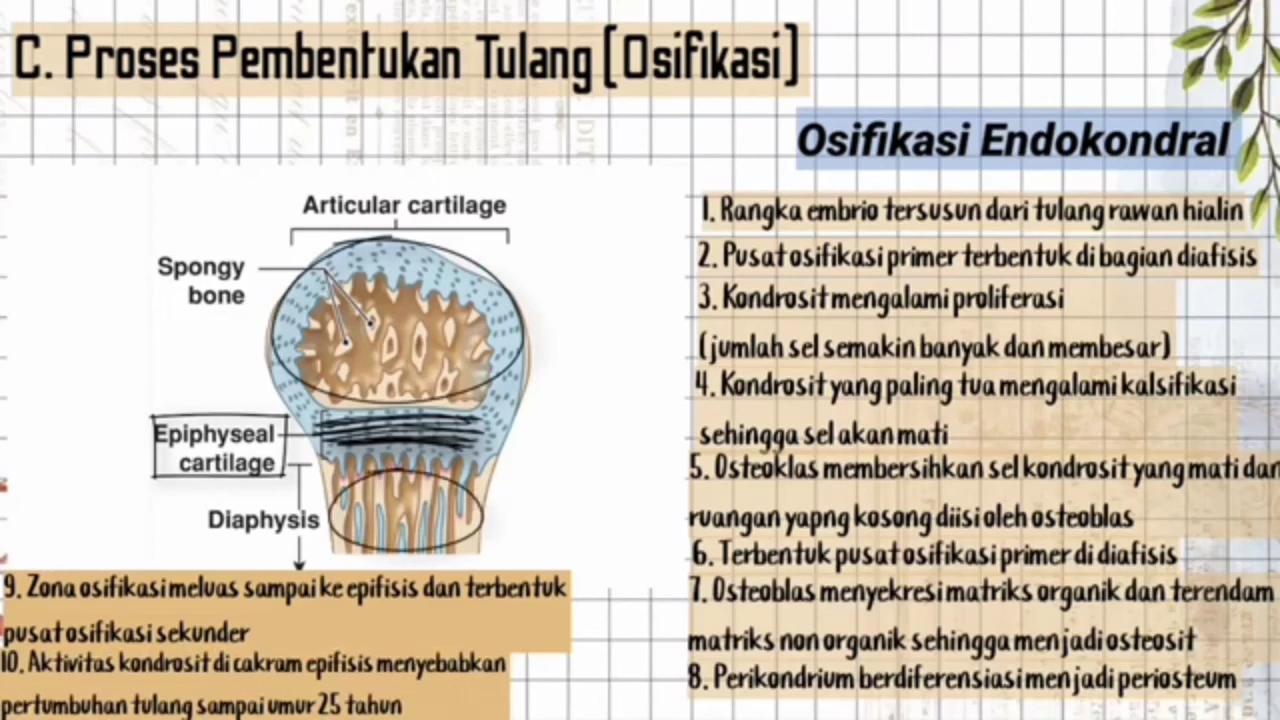 C. Proses Pembentukan Tulang (Osifikasi)
Osifikasi Endokondral
Articular cartilage
Spongy
bone
Epiphyseal
cartilage
Diaphysis
1. Rangka embrio tersusun dari tulang rawan hialin
2. Pusat osifikasi primer terbentuk di bagian diafisis
3. Kondrosit mengalami proliferasi
(jumlah sel semakin banyak dan membesar)
4. Kondrosit yang paling tua mengalami kalsifikasi
sehingga sel akan mati
5. Osteoklas membersihkan sel kondrosit yang mati dan
ruangan yapng kosong diisi oleh osteoblas
6. Terbentuk pusat osifikasi primer di diafisis
7. Osteoblas menyekresi matriks organik dan terendam
matriks non organik sehingga menjadi osteosit
8. Perikondrium berdiferensiasi menjadi periosteum
9. Zona osifikasi meluas sampai ke epifisis dan terbentuk
pusat osifikasi sekunder
10. Aktivitas kondrosit di cakram epifisis menyebabkan
pertumbuhan tulang sampai umur 25 tahun